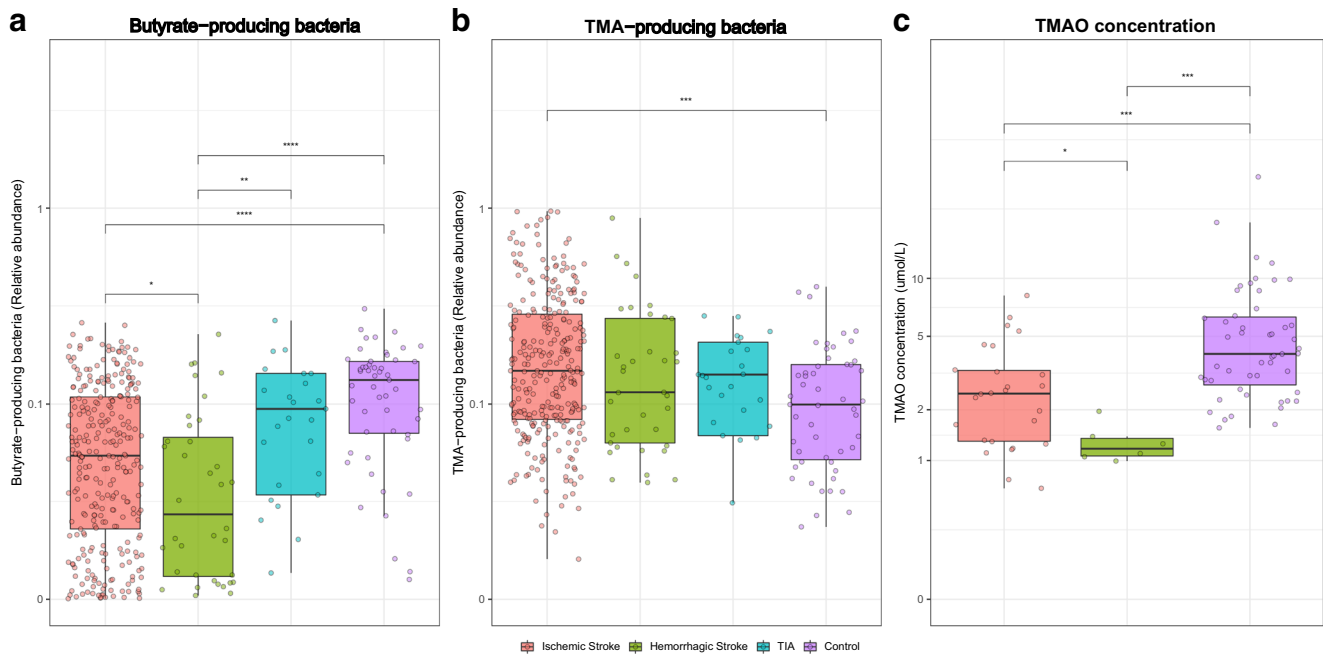 a
Butyrate−producing bacteria
Butyrate−producing bacteria (Relative abundance)
1
0.1
0
****
**
****
*
b
TMA−producing bacteria
TMA−producing bacteria (Relative abundance)
1
0.1
0
***
c
TMAO concentration
TMAO concentration (umol/L)
10
5
2
1
0
***
***
*
Ischemic Stroke Hemorrhagic Stroke TIA Control